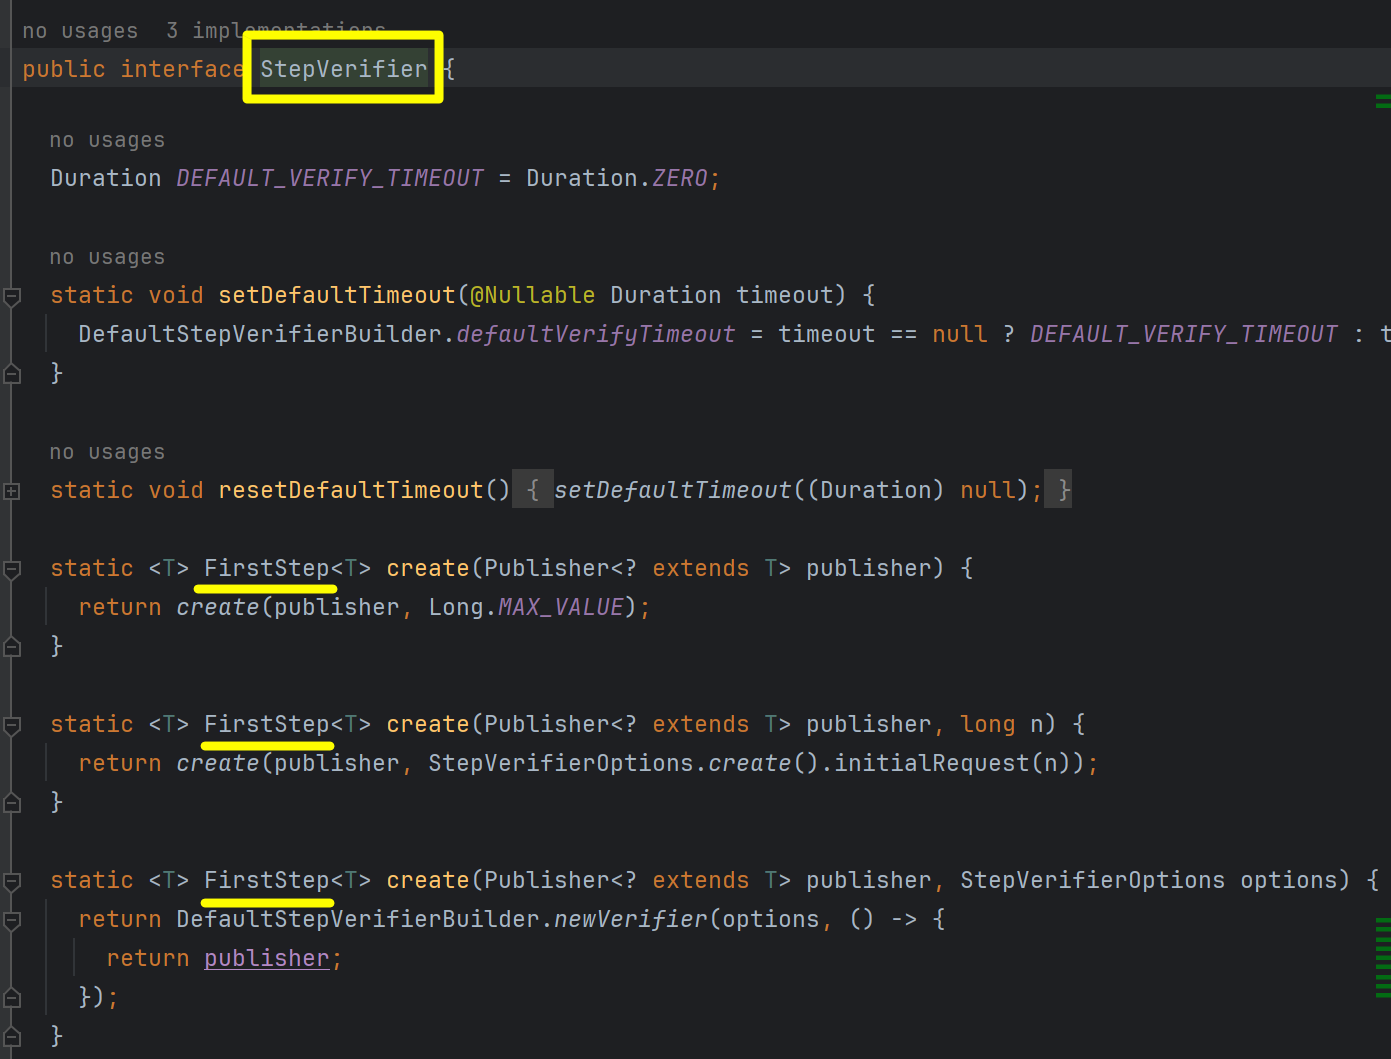 no usages  3 implementations
public interface StepVerifier {
no usages
Duration DEFAULT_VERIFY_TIMEOUT = Duration.ZERO;
no usages
static void setDefaultTimeout(@Nullable Duration timeout) {
DefaultStepVerifierBuilder.defaultVerifyTimeout = timeout == null ? DEFAULT_VERIFY_TIMEOUT : t
}
no usages
static void resetDefaultTimeout() { setDefaultTimeout((Duration) null); }
static <T> FirstStep<T> create(Publisher<? extends T> publisher) {
return create(publisher, Long.MAX_VALUE);
}
static <T> FirstStep<T> create(Publisher<? extends T> publisher, long n) {
return create(publisher, StepVerifierOptions.create().initialRequest(n));
}
static <T> FirstStep<T> create(Publisher<? extends T> publisher, StepVerifierOptions options) {
return DefaultStepVerifierBuilder.newVerifier(options, () -> {
return publisher;
});
}